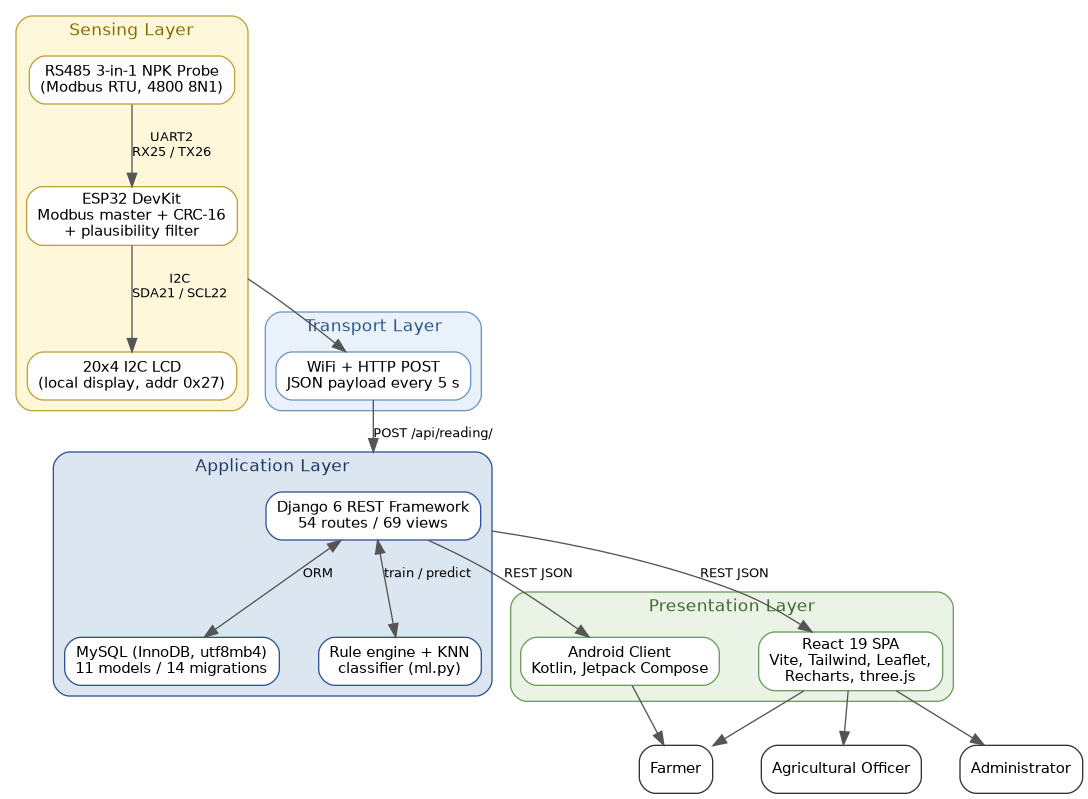 Sensing Layer
RS485 3-in-1 NPK Probe
(Modbus RTU, 4800 8N1)
UART2
RX25 / TX26
ESP32 DevKit
Modbus master + CRC-16
+ plausibility filter
I2C
SDA21 / SCL22
20x4 I2C LCD
(local display, addr 0x27)
Transport Layer
WiFi + HTTP POST
JSON payload every 5 s
POST /api/reading/
Application Layer
Django 6 REST Framework
54 routes / 69 views
ORM
train / predict
REST JSON
REST JSON
MySQL (InnoDB, utf8mb4)
11 models / 14 migrations
Rule engine + KNN
classifier (ml.py)
Presentation Layer
Android Client
Kotlin, Jetpack Compose
React 19 SPA
Vite, Tailwind, Leaflet,
Recharts, three.js
Farmer
Agricultural Officer
Administrator